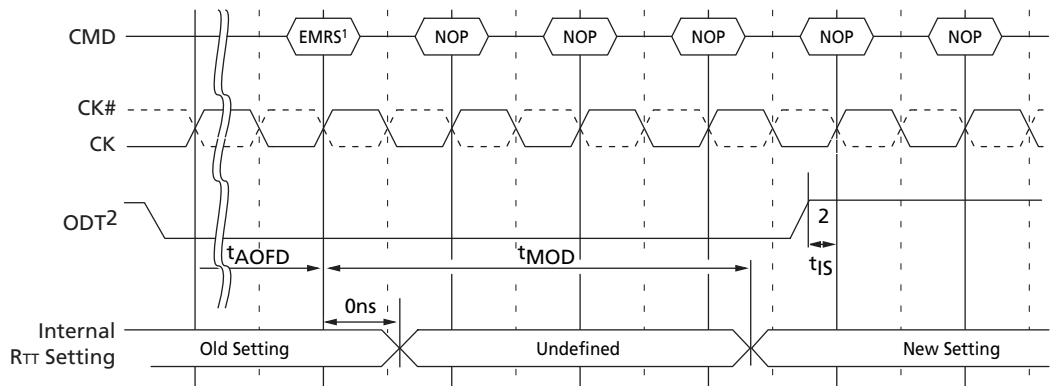 CMD EMRS1 NOP NOP NOP NOP NOP
CK#
CK
ODT2
2
tAOFD tMOD tIS
0ns
Internal
RTT Setting
Old Setting Undefined New Setting